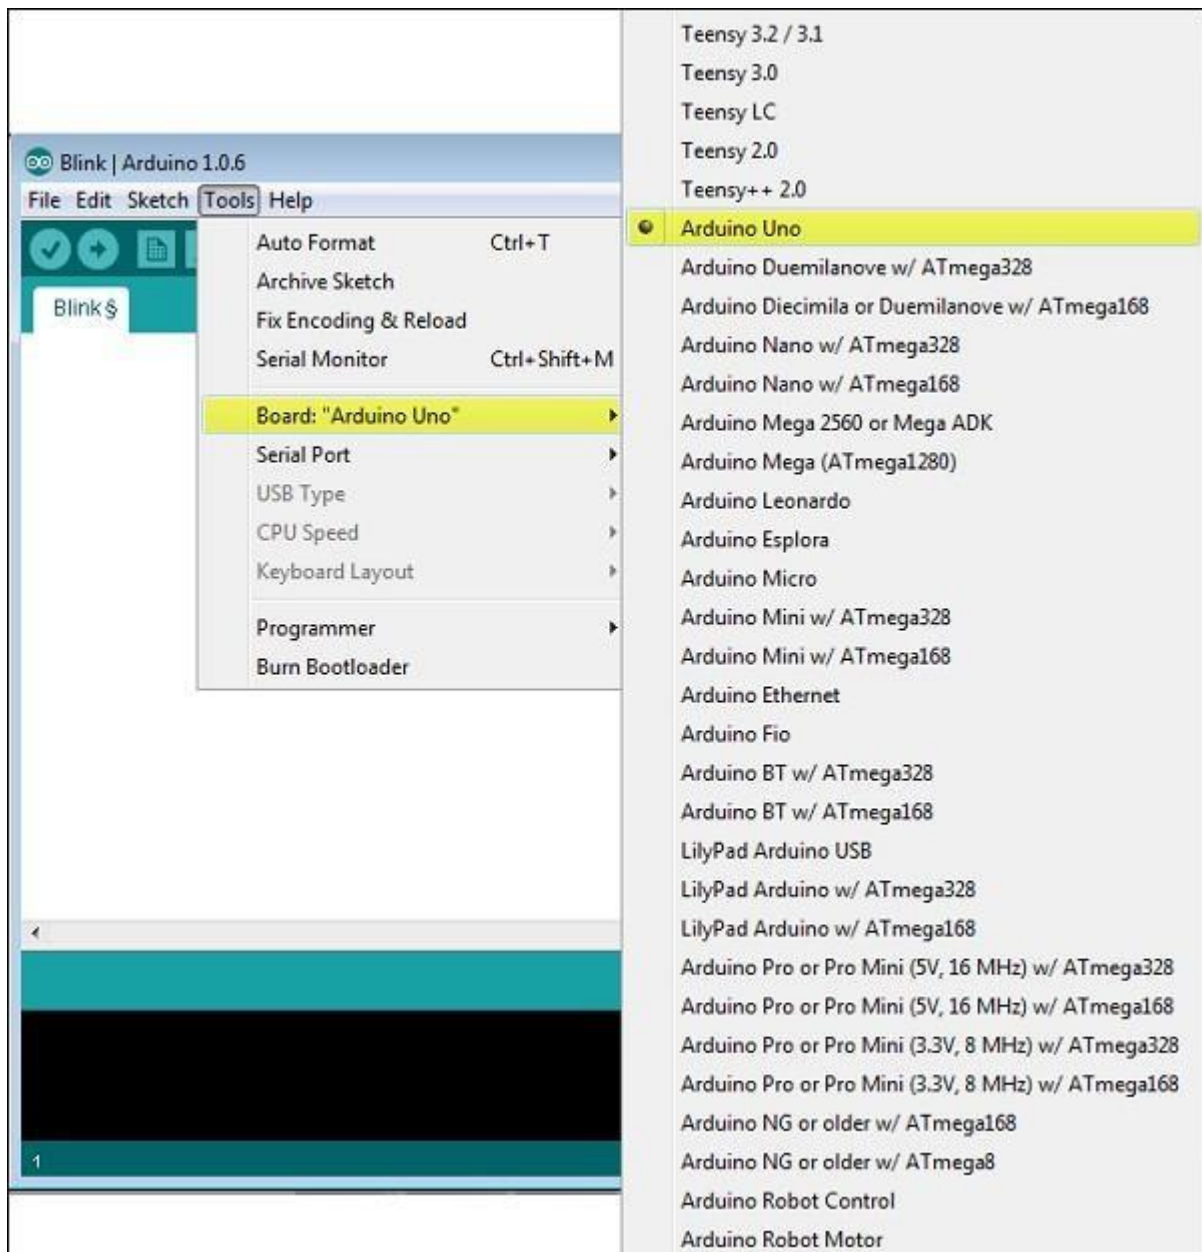 Blink | Arduino 1.0.6
File Edit Sketch Tools Help
Blink§
Auto Format Ctrl+T
Archive Sketch
Fix Encoding & Reload
Serial Monitor Ctrl+Shift+M
Board: "Arduino Uno"
Serial Port
USB Type
CPU Speed
Keyboard Layout
Programmer
Burn Bootloader
1
Teensy 3.2 / 3.1
Teensy 3.0
Teensy LC
Teensy 2.0
Teensy++ 2.0
Arduino Uno
Arduino Duemilanove w/ ATmega328
Arduino Diecimila or Duemilanove w/ ATmega168
Arduino Nano w/ ATmega328
Arduino Nano w/ ATmega168
Arduino Mega 2560 or Mega ADK
Arduino Mega (ATmega1280)
Arduino Leonardo
Arduino Esplora
Arduino Micro
Arduino Mini w/ ATmega328
Arduino Mini w/ ATmega168
Arduino Ethernet
Arduino Fio
Arduino BT w/ ATmega328
Arduino BT w/ ATmega168
LilyPad Arduino USB
LilyPad Arduino w/ ATmega328
LilyPad Arduino w/ ATmega168
Arduino Pro or Pro Mini (5V, 16 MHz) w/ ATmega328
Arduino Pro or Pro Mini (5V, 16 MHz) w/ ATmega168
Arduino Pro or Pro Mini (3.3V, 8 MHz) w/ ATmega328
Arduino Pro or Pro Mini (3.3V, 8 MHz) w/ ATmega168
Arduino NG or older w/ ATmega168
Arduino NG or older w/ ATmega8
Arduino Robot Control
Arduino Robot Motor